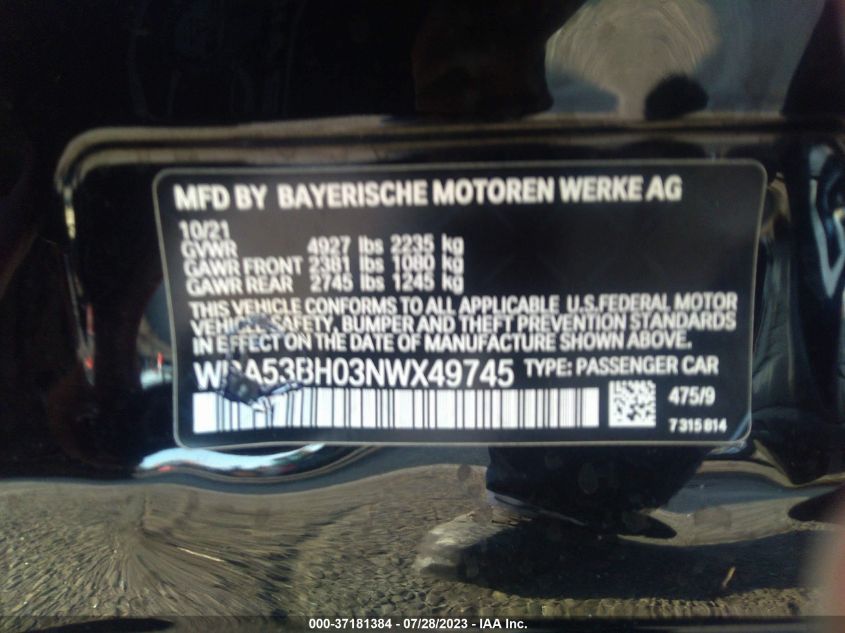 MFD BY BAYERISCHE MOTOREN WERKE AG
10/21
GVWR 4927 lbs 2235 kg
GAWR FRONT 2381 lbs 1080 kg
GAWR REAR 2745 lbs 1245 kg
THIS VEHICLE CONFORMS TO ALL APPLICABLE U.S.FEDERAL MOTOR
VEHICLE SAFETY, BUMPER AND THEFT PREVENTION STANDARDS
IN EFFECT ON THE DATE OF MANUFACTURE SHOWN ABOVE.
WBA53BH03NWX49745 TYPE: PASSENGER CAR
475/9
7 315 814
000-37181384 / 07/28/2023 - © IAA Inc.